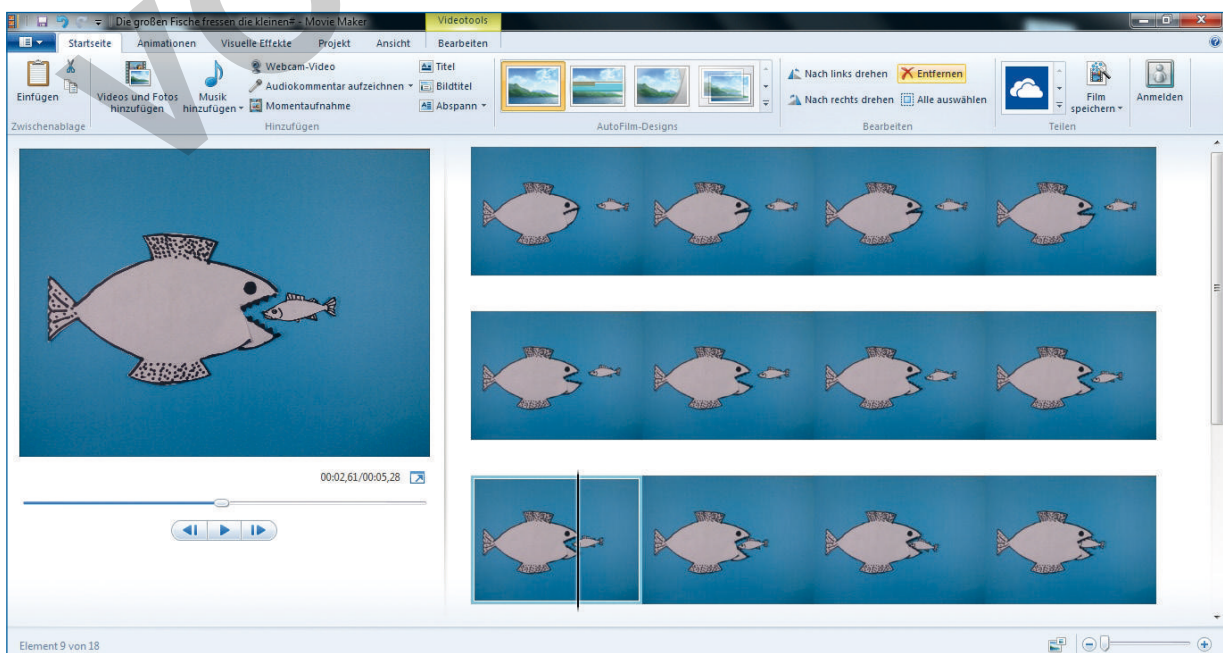 Die großen Fische fressen die kleinen# - Movie Maker
Videotools
Startseite Animationen Visuelle Effekte Projekt Ansicht Bearbeiten
Einfügen
Zwischenablage
Videos und Fotos hinzufügen
Musik hinzufügen
Webcam-Video
Audiokommentar aufzeichnen
Momentaufnahme
Titel
Bildtitel
Abspann
Hinzufügen
AutoFilm-Designs
Nach links drehen
Nach rechts drehen
Entfernen
Alle auswählen
Bearbeiten
Film speichern
Teilen
Anmelden
00:02,61/00:05,28
Element 9 von 18